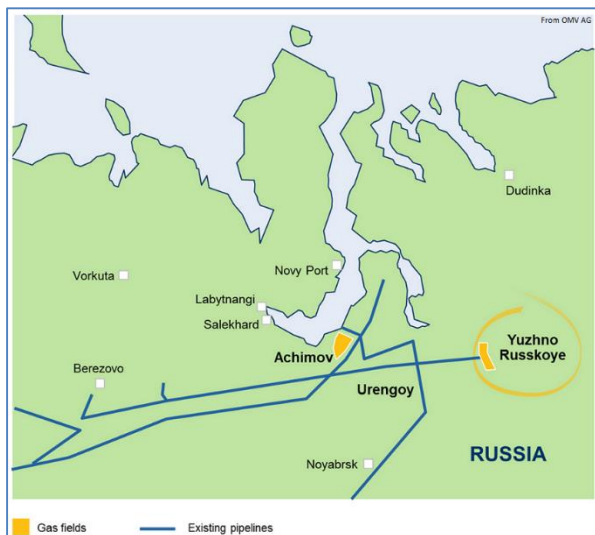 From OMV AG
Dudinka
Novy Port
Vorkuta
Labytnangi
Salekhard
Yuzhno
Russkoye
Achimov
Berezovo
Urengoy
Noyabrsk
RUSSIA
Gas fields
Existing pipelines